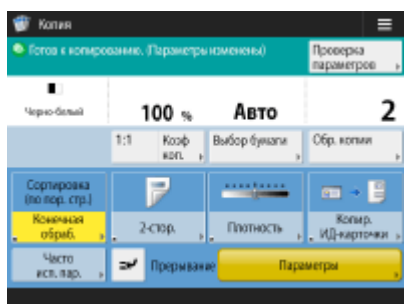 Копия
Готов к копированию. (Параметры изменены)
Проверка
параметров
Черно-белый
100 %
Авто
2
1:1
Коэф
коп.
Выбор бумаги
Обр. копии
Сортировка
(по пор. стр.)
Конечная
обраб.
2-стор.
Плотность
Копир.
ИД-карточки
Часто
исп. пар.
Прерывание
Параметры